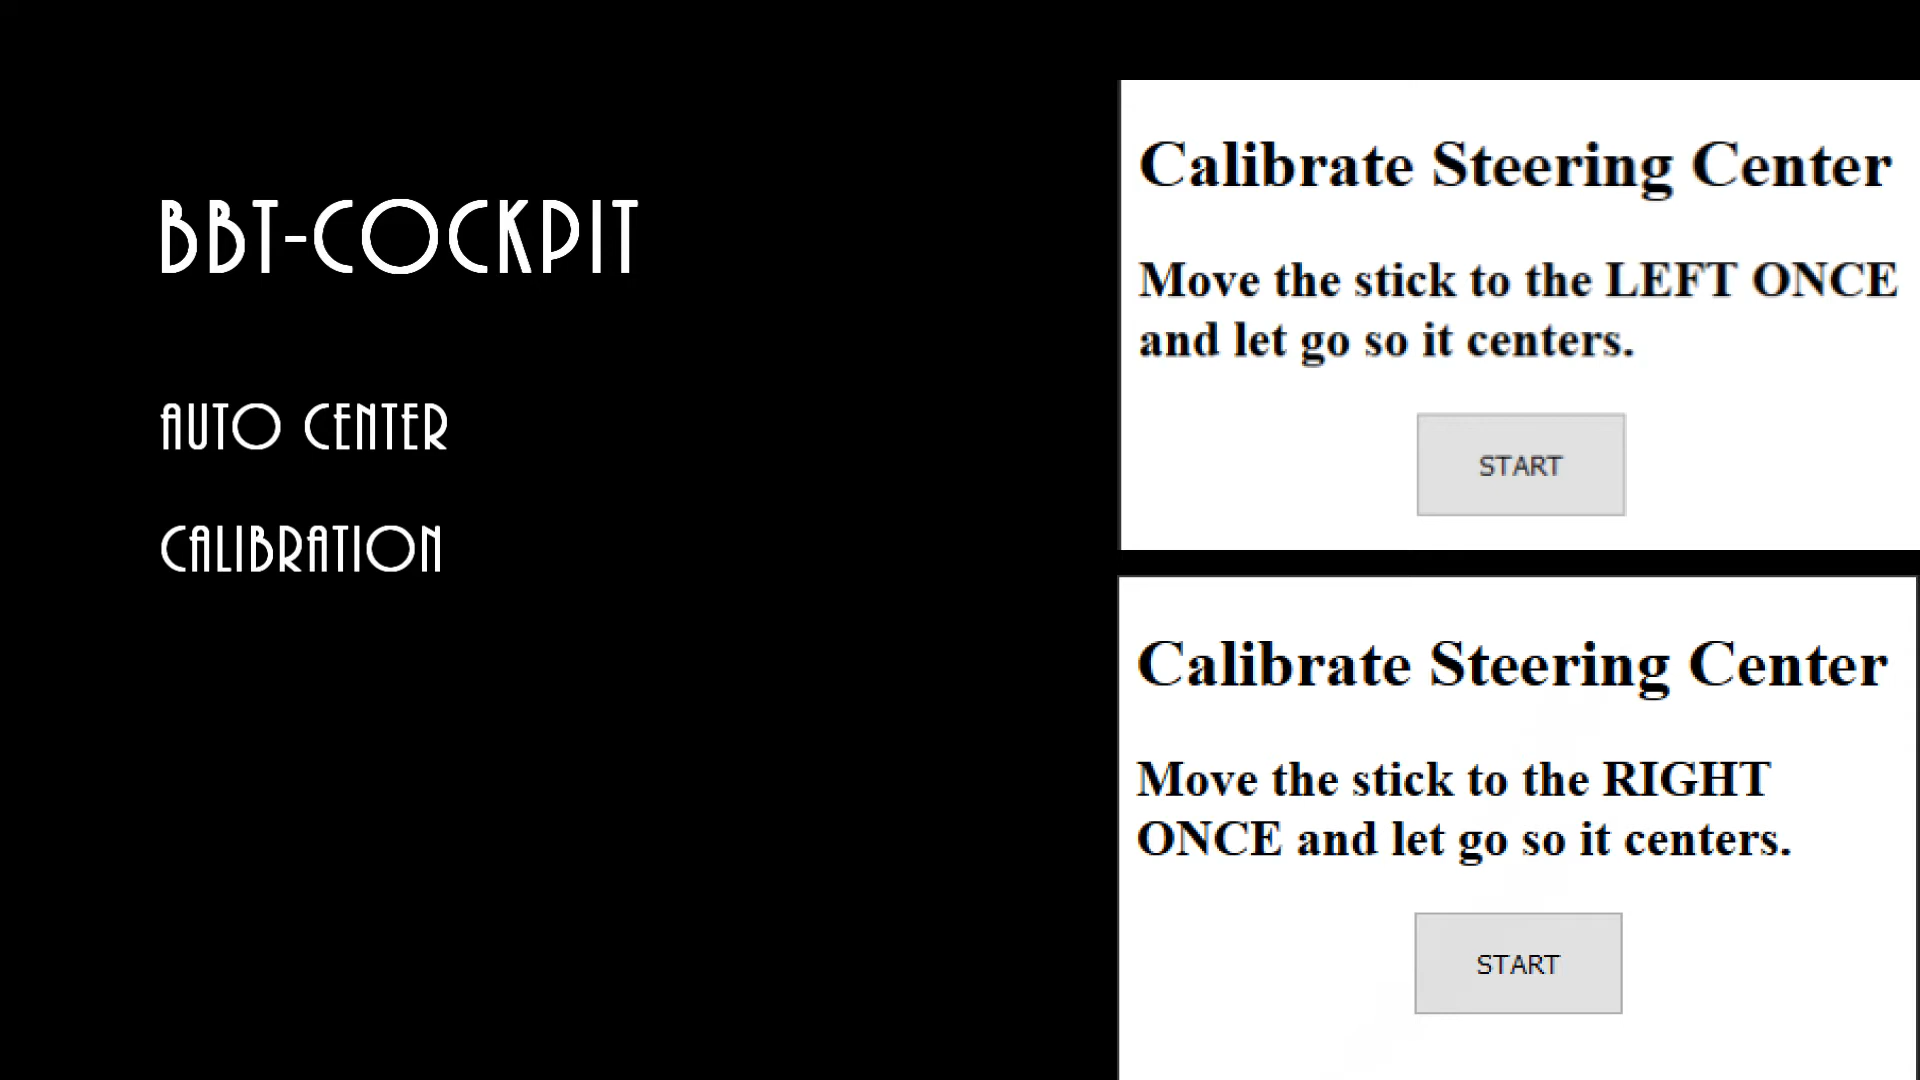 BBT-COCKPIT
AUTO CENTER
CALIBRATION
Calibrate Steering Center
Move the stick to the LEFT ONCE
and let go so it centers.
START
Calibrate Steering Center
Move the stick to the RIGHT
ONCE and let go so it centers.
START